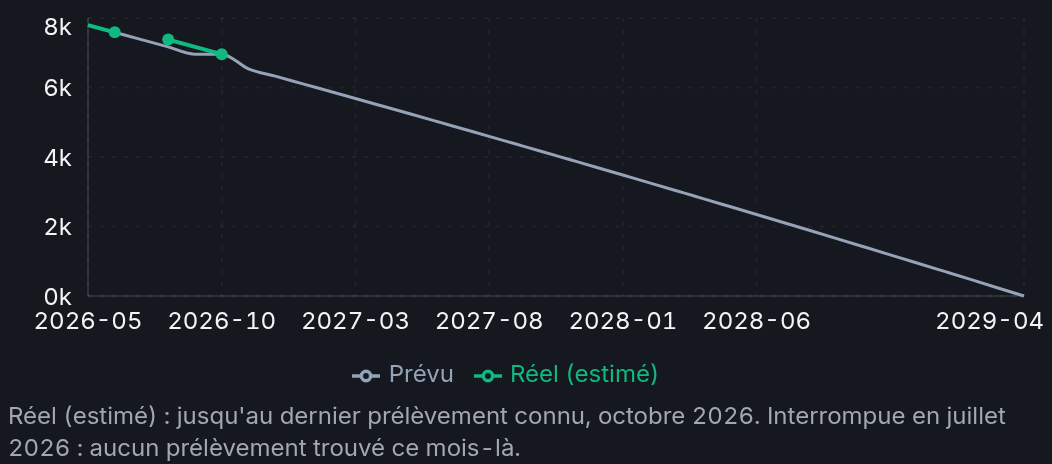 8k
6k
4k
2k
0k
2026-05 2026-10 2027-03 2027-08 2028-01 2028-06 2029-04
Prévu Réel (estimé)
Réel (estimé) : jusqu'au dernier prélèvement connu, octobre 2026. Interrompue en juillet
2026 : aucun prélèvement trouvé ce mois-là.